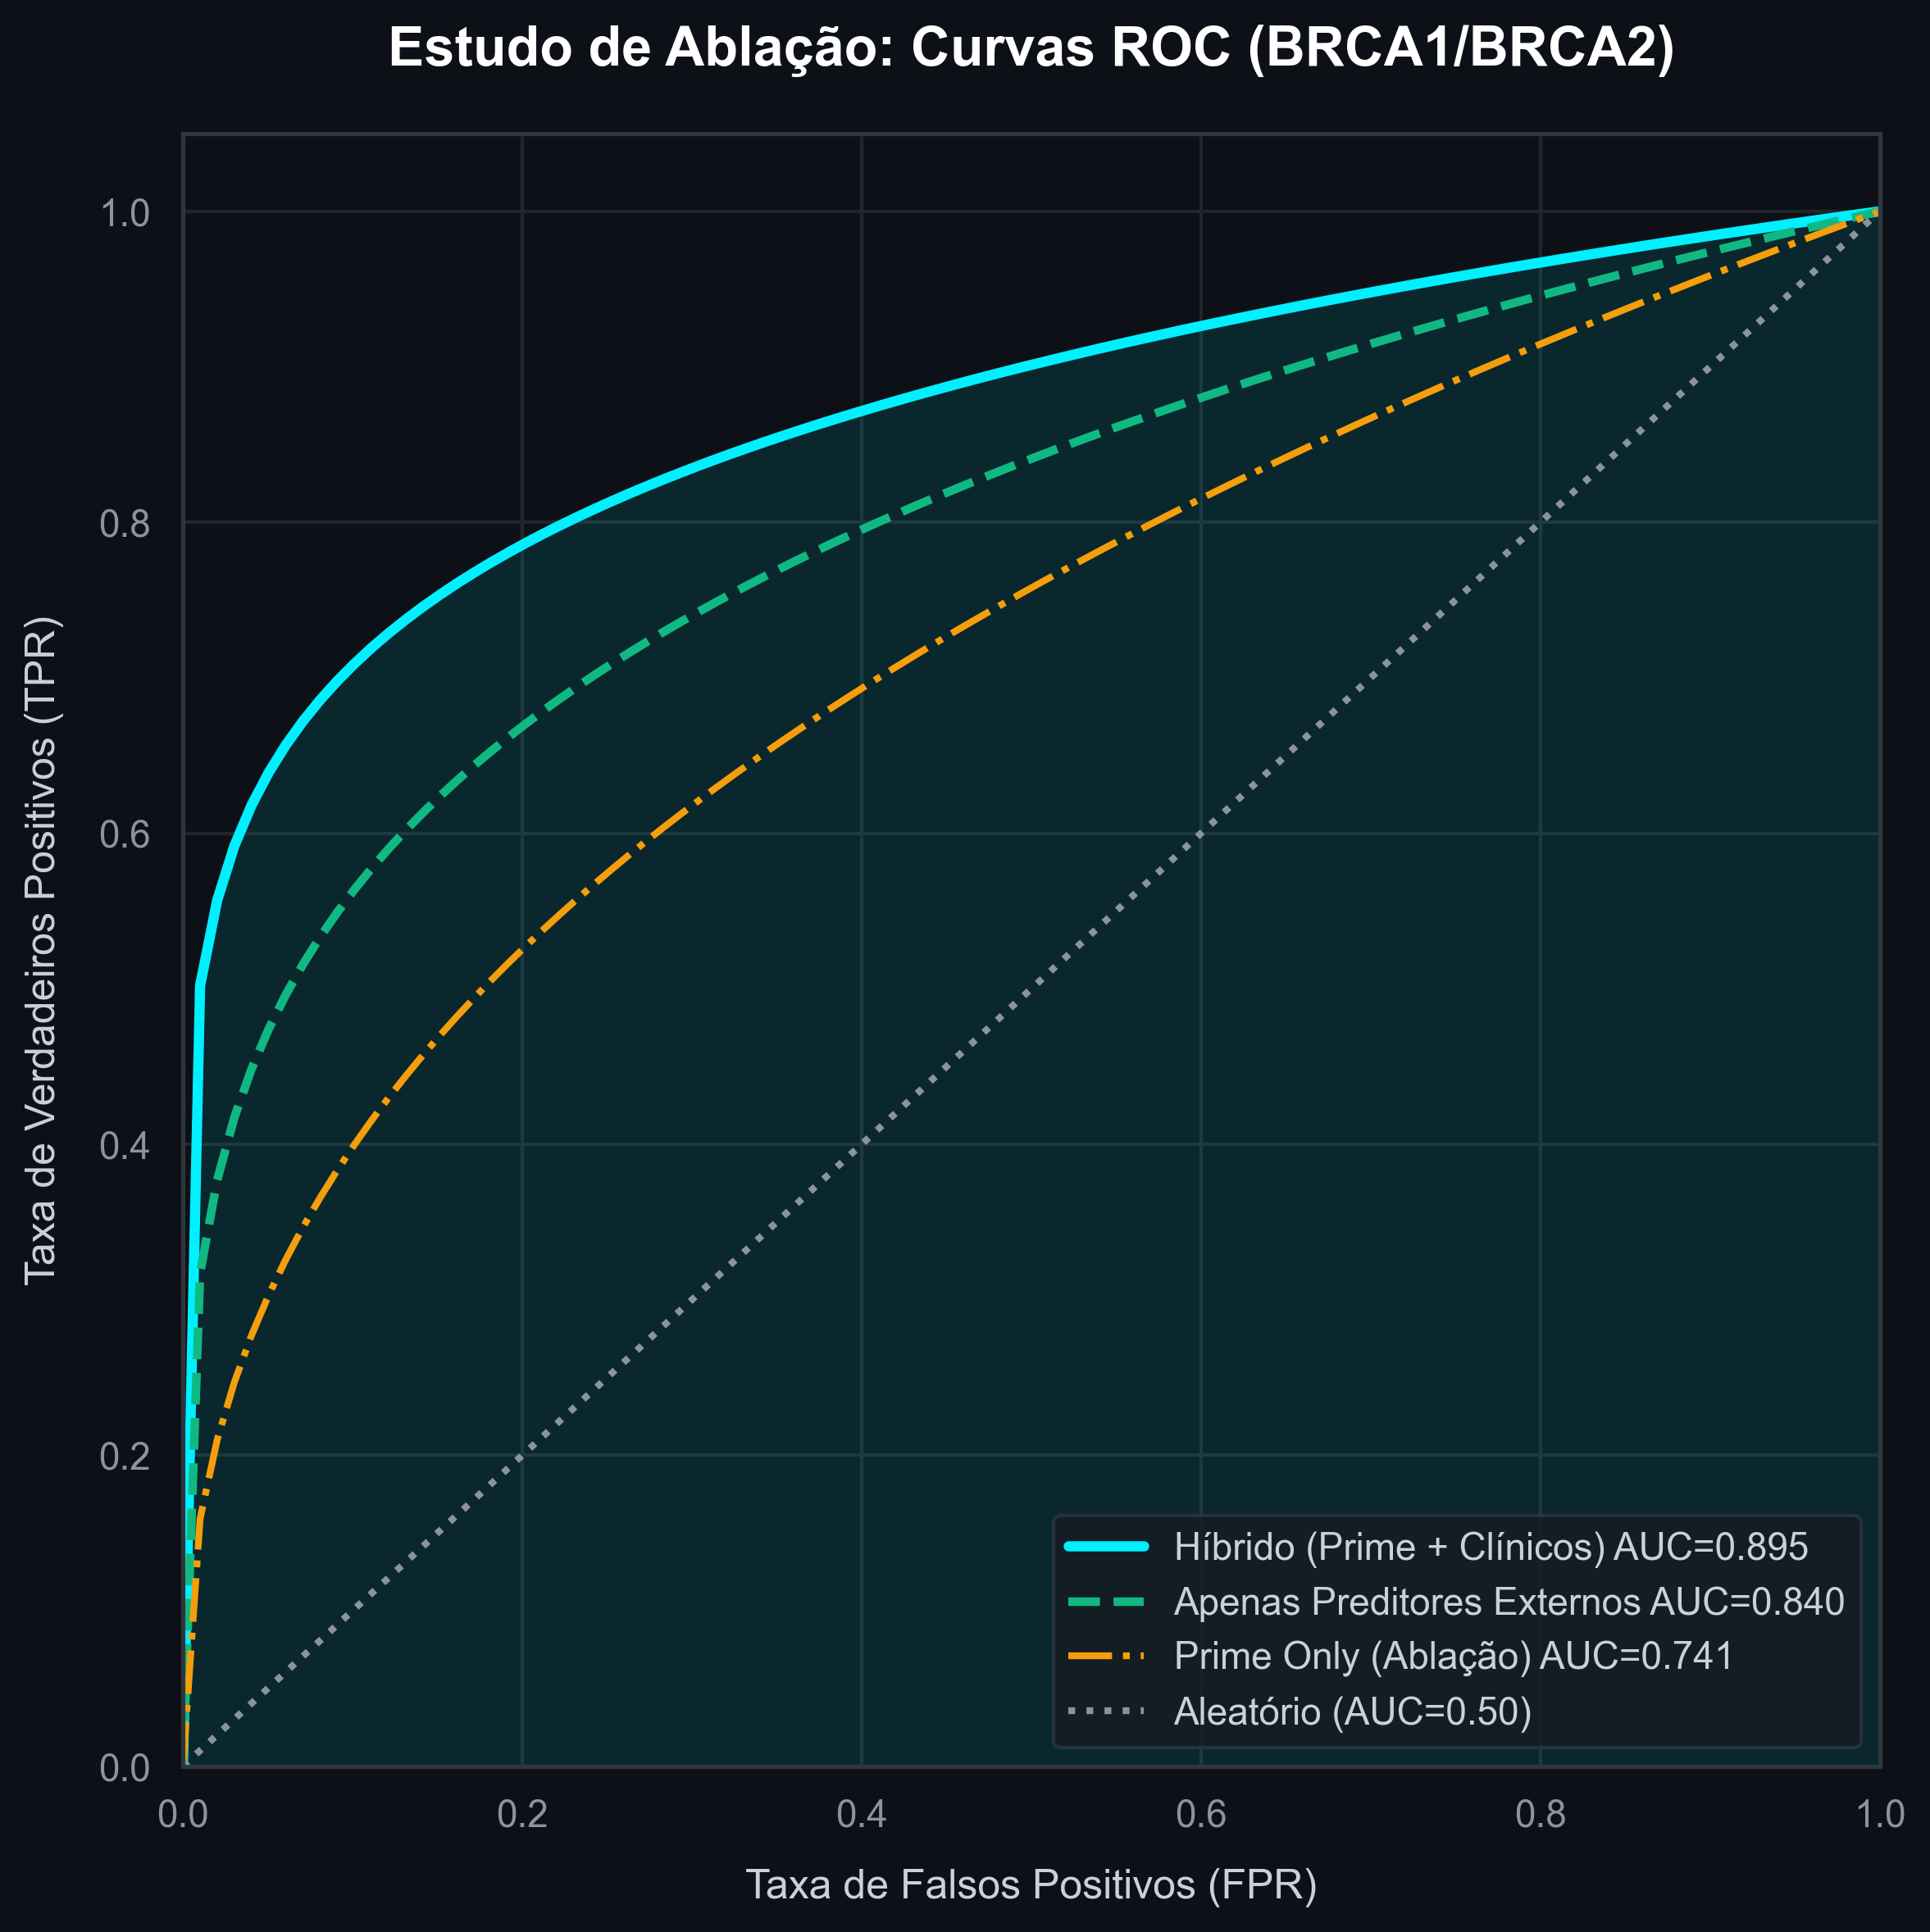 Estudo de Ablação: Curvas ROC (BRCA1/BRCA2)
Taxa de Verdadeiros Positivos (TPR)
1.0
0.8
0.6
0.4
0.2
0.0
Híbrido (Prime + Clínicos) AUC=0.895
Apenas Preditores Externos AUC=0.840
Prime Only (Ablação) AUC=0.741
Aleatório (AUC=0.50)
0.0 0.2 0.4 0.6 0.8 1.0
Taxa de Falsos Positivos (FPR)